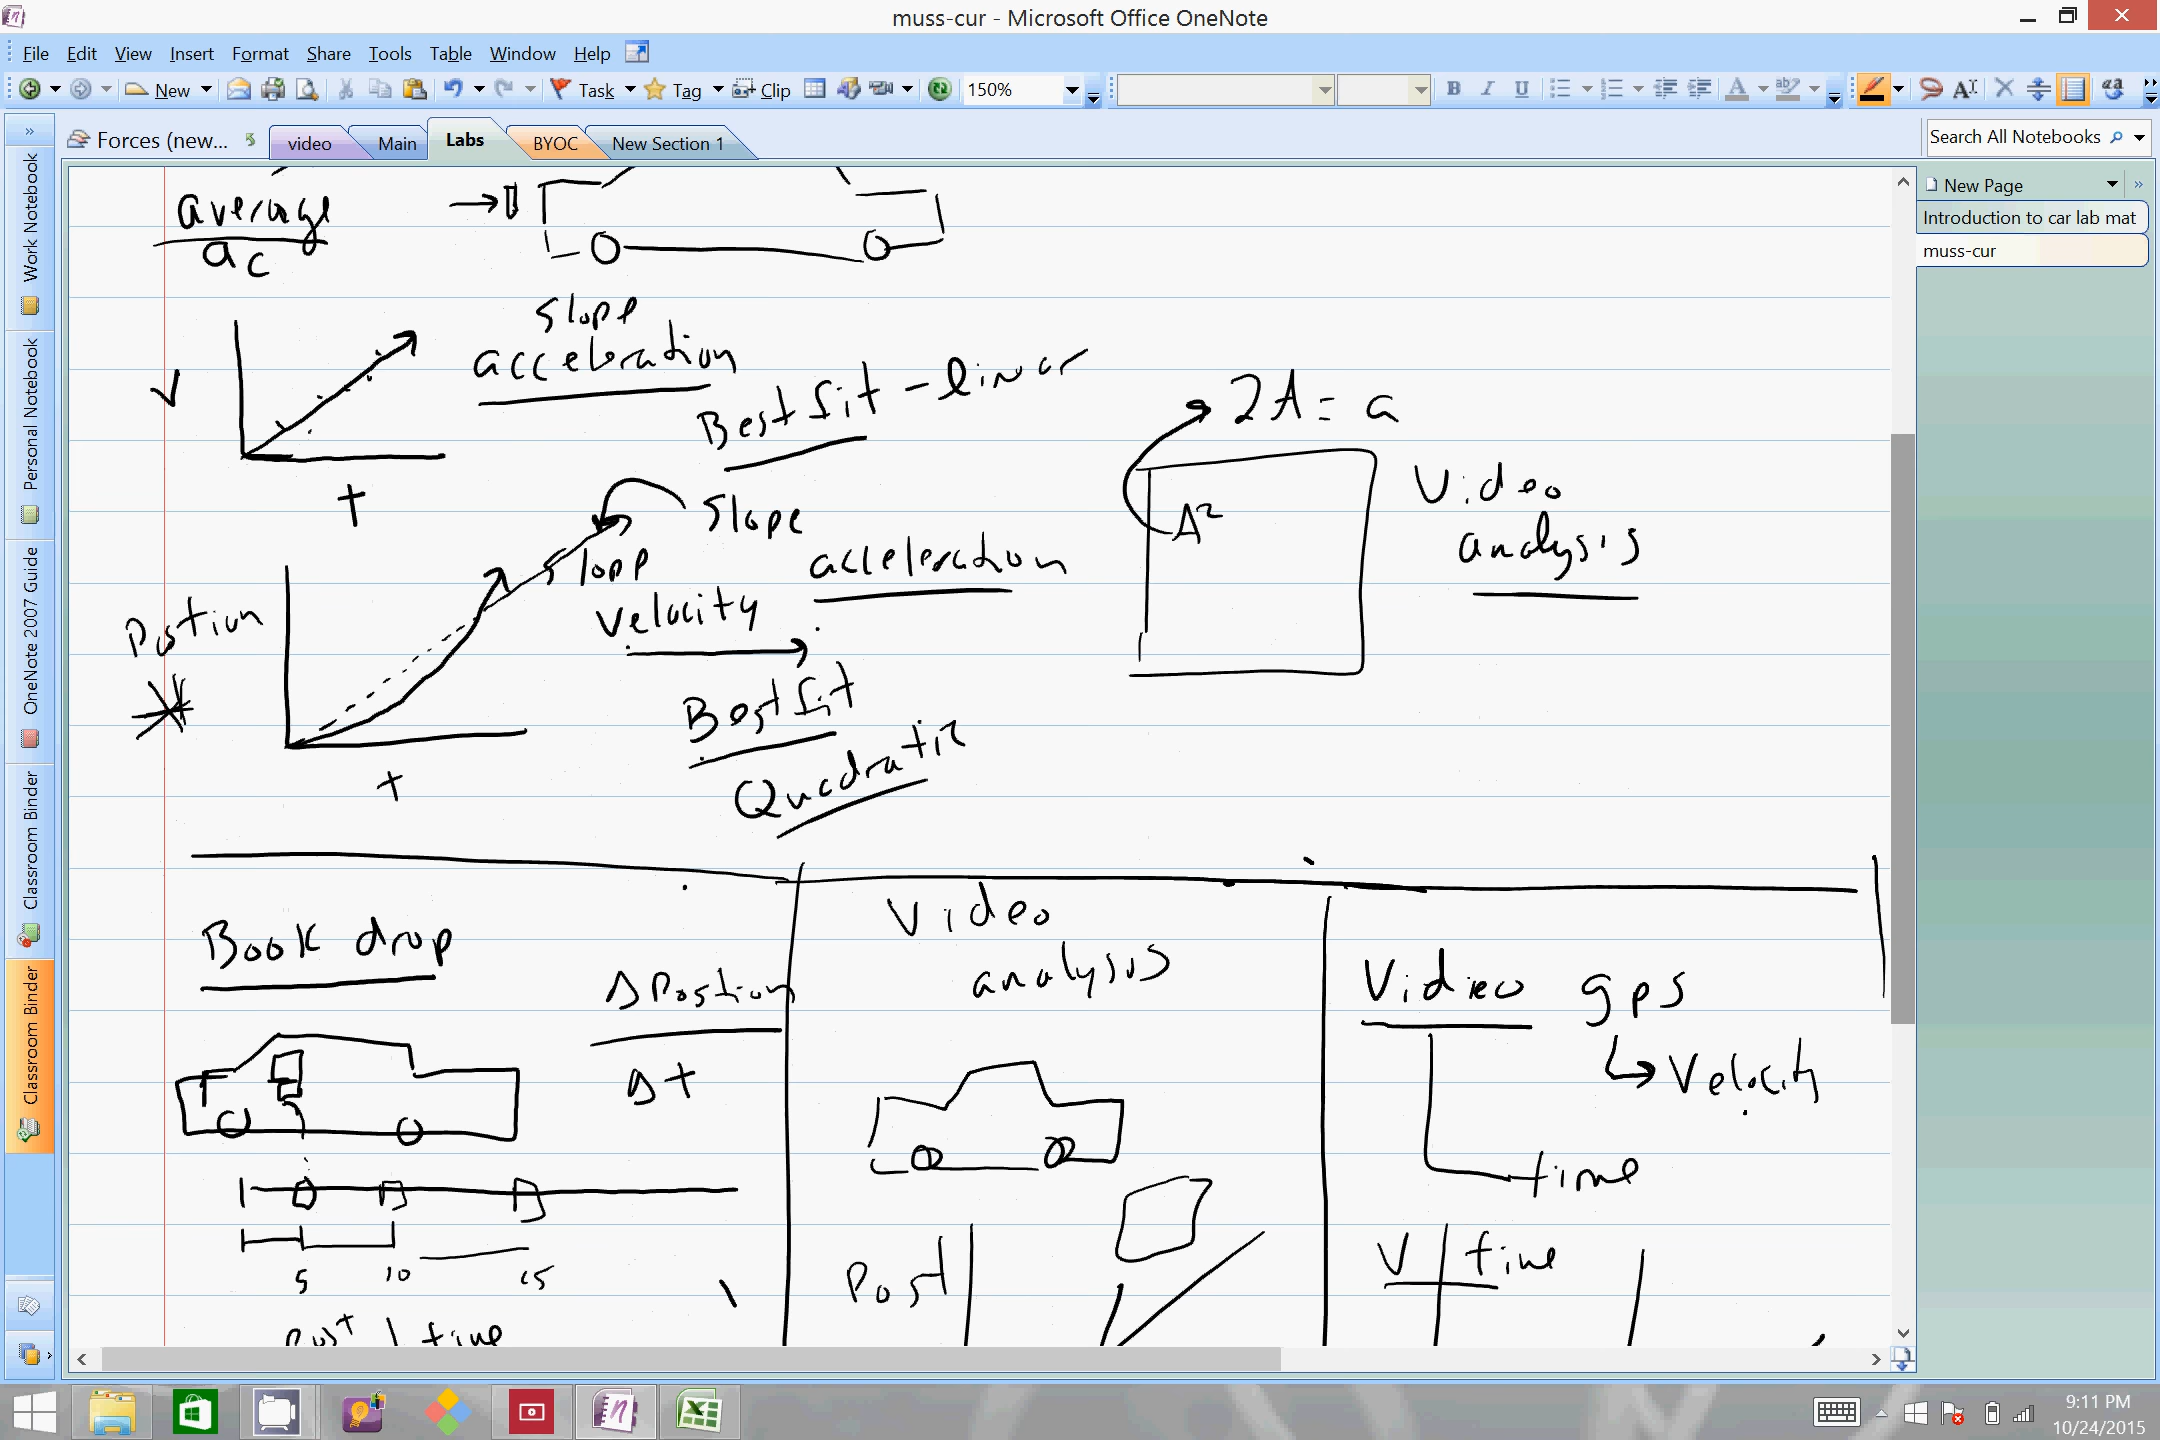 muss-cur - Microsoft Office OneNote
File Edit View Insert Format Share Tools Table Window Help
New Task Tag Clip 150% B I U
Forces (new... video Main Labs BYOC New Section 1
Search All Notebooks
New Page
Introduction to car lab mat
muss-cur
Work Notebook
Personal Notebook
OneNote 2007 Guide
Classroom Binder
Classroom Binder
average
ac
V
t
slope
acceleration
Best fit - linear
Position
t
slope
velocity
slope
acceleration
Best fit
Quadratic
2A = a
A²
Video
analysis
Book drop
Δ Postion
Δt
5 10 15
Post time
Video
analysis
Post
Video gps
Velocity
time
V time
9:11 PM
10/24/2015